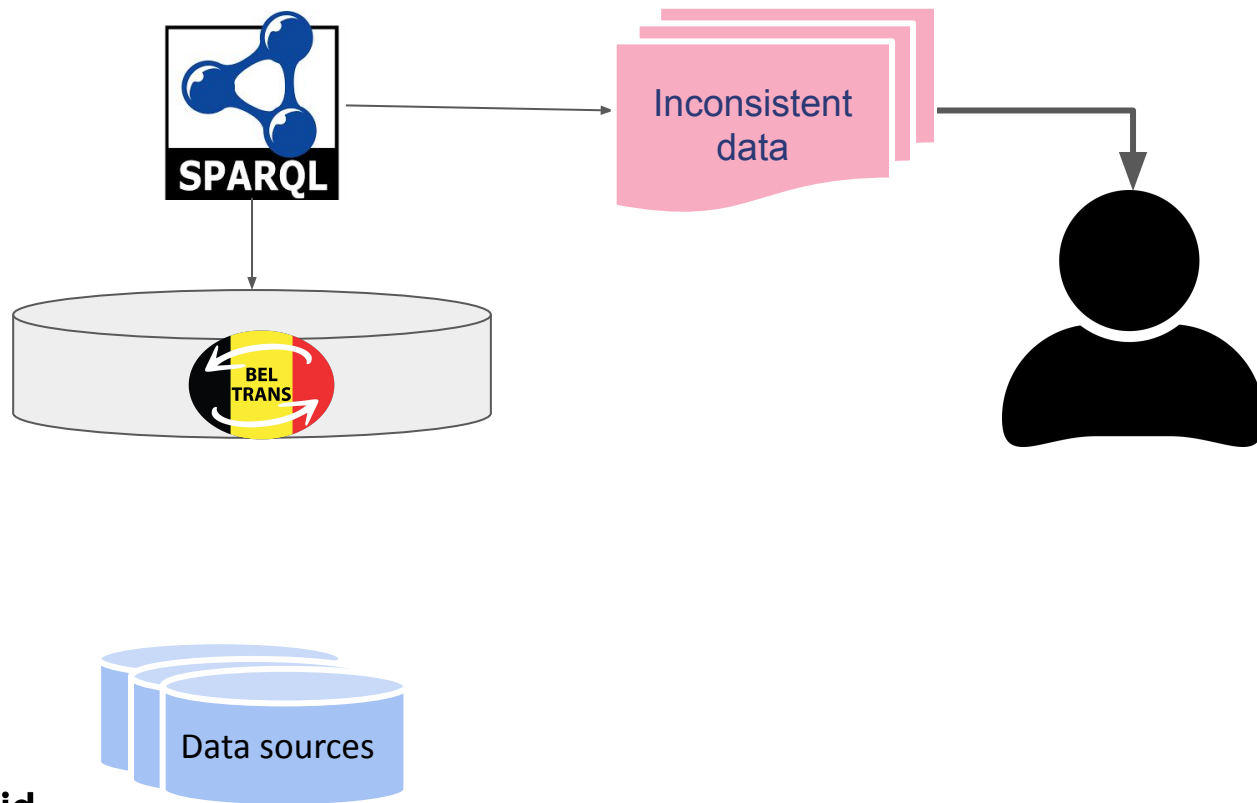 SPARQL
Inconsistent
data
BEL
TRANS
Data sources